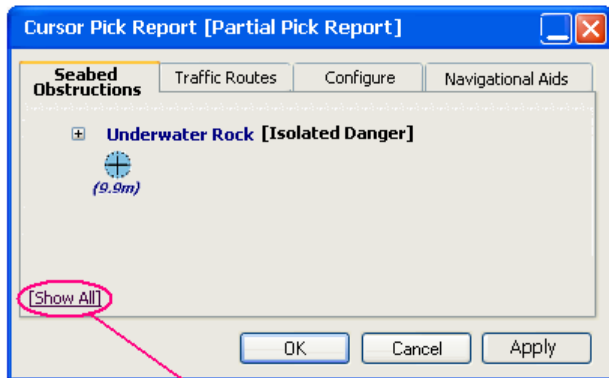 Cursor Pick Report [Partial Pick Report]
Seabed
Obstructions
Traffic Routes
Configure
Navigational Aids
Underwater Rock [Isolated Danger]
(9.9m)
[Show All]
OK
Cancel
Apply